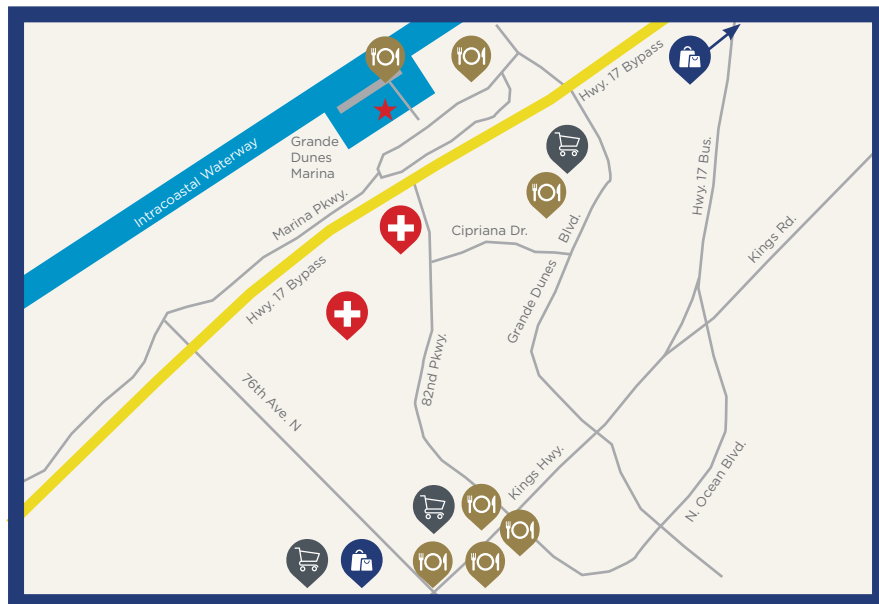 Hwy. 17 Bypass
Grande
Dunes
Marina
Intracoastal Waterway
Hwy. 17 Bus.
Marina Pkwy.
Cipriana Dr.
Grande Dunes Blvd.
Kings Rd.
Hwy. 17 Bypass
82nd Pkwy.
76th Ave. N
Kings Hwy.
N. Ocean Blvd.